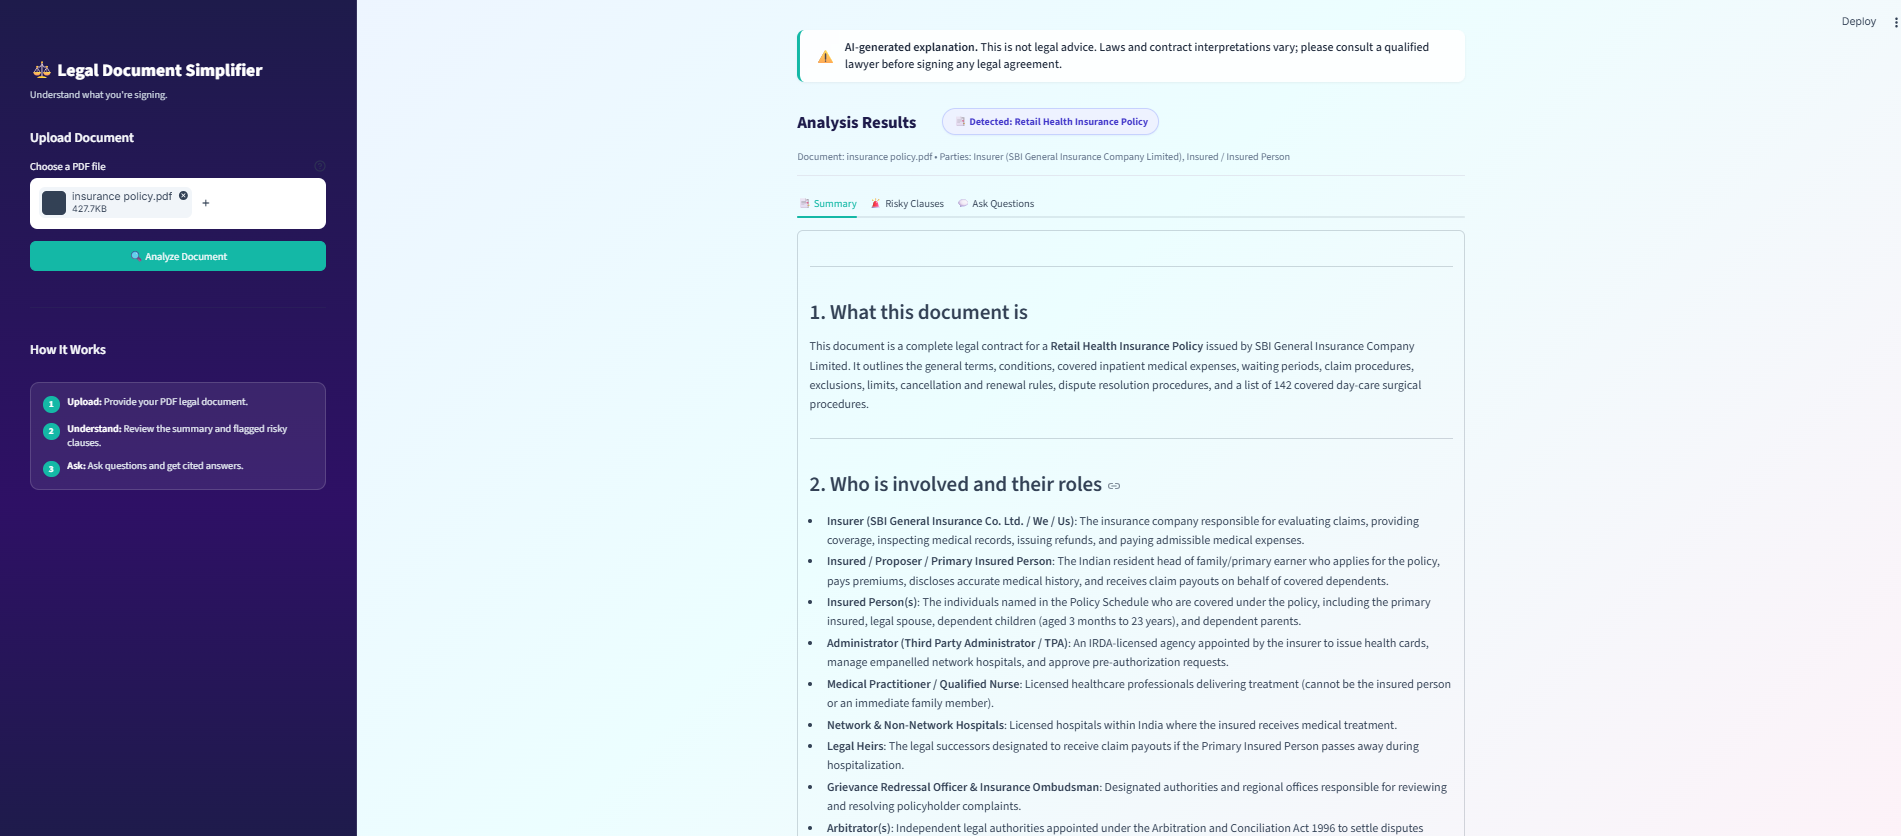 Deploy
Legal Document Simplifier
Understand what you're signing.
Upload Document
Choose a PDF file
insurance policy.pdf
427.7KB
Analyze Document
How It Works
1 Upload: Provide your PDF legal document.
2 Understand: Review the summary and flagged risky
clauses.
3 Ask: Ask questions and get cited answers.
AI-generated explanation. This is not legal advice. Laws and contract interpretations vary; please consult a qualified
lawyer before signing any legal agreement.
Analysis Results
Detected: Retail Health Insurance Policy
Document: insurance policy.pdf • Parties: Insurer (SBI General Insurance Company Limited), Insured / Insured Person
Summary
Risky Clauses
Ask Questions
1. What this document is
This document is a complete legal contract for a Retail Health Insurance Policy issued by SBI General Insurance Company
Limited. It outlines the general terms, conditions, covered inpatient medical expenses, waiting periods, claim procedures,
exclusions, limits, cancellation and renewal rules, dispute resolution procedures, and a list of 142 covered day-care surgical
procedures.
2. Who is involved and their roles
• Insurer (SBI General Insurance Co. Ltd. / We / Us): The insurance company responsible for evaluating claims, providing
coverage, inspecting medical records, issuing refunds, and paying admissible medical expenses.
• Insured / Proposer / Primary Insured Person: The Indian resident head of family/primary earner who applies for the policy,
pays premiums, discloses accurate medical history, and receives claim payouts on behalf of covered dependents.
• Insured Person(s): The individuals named in the Policy Schedule who are covered under the policy, including the primary
insured, legal spouse, dependent children (aged 3 months to 23 years), and dependent parents.
• Administrator (Third Party Administrator / TPA): An IRDA-licensed agency appointed by the insurer to issue health cards,
manage empanelled network hospitals, and approve pre-authorization requests.
• Medical Practitioner / Qualified Nurse: Licensed healthcare professionals delivering treatment (cannot be the insured person
or an immediate family member).
• Network & Non-Network Hospitals: Licensed hospitals within India where the insured receives medical treatment.
• Legal Heirs: The legal successors designated to receive claim payouts if the Primary Insured Person passes away during
hospitalization.
• Grievance Redressal Officer & Insurance Ombudsman: Designated authorities and regional offices responsible for reviewing
and resolving policyholder complaints.
• Arbitrator(s): Independent legal authorities appointed under the Arbitration and Conciliation Act 1996 to settle disputes